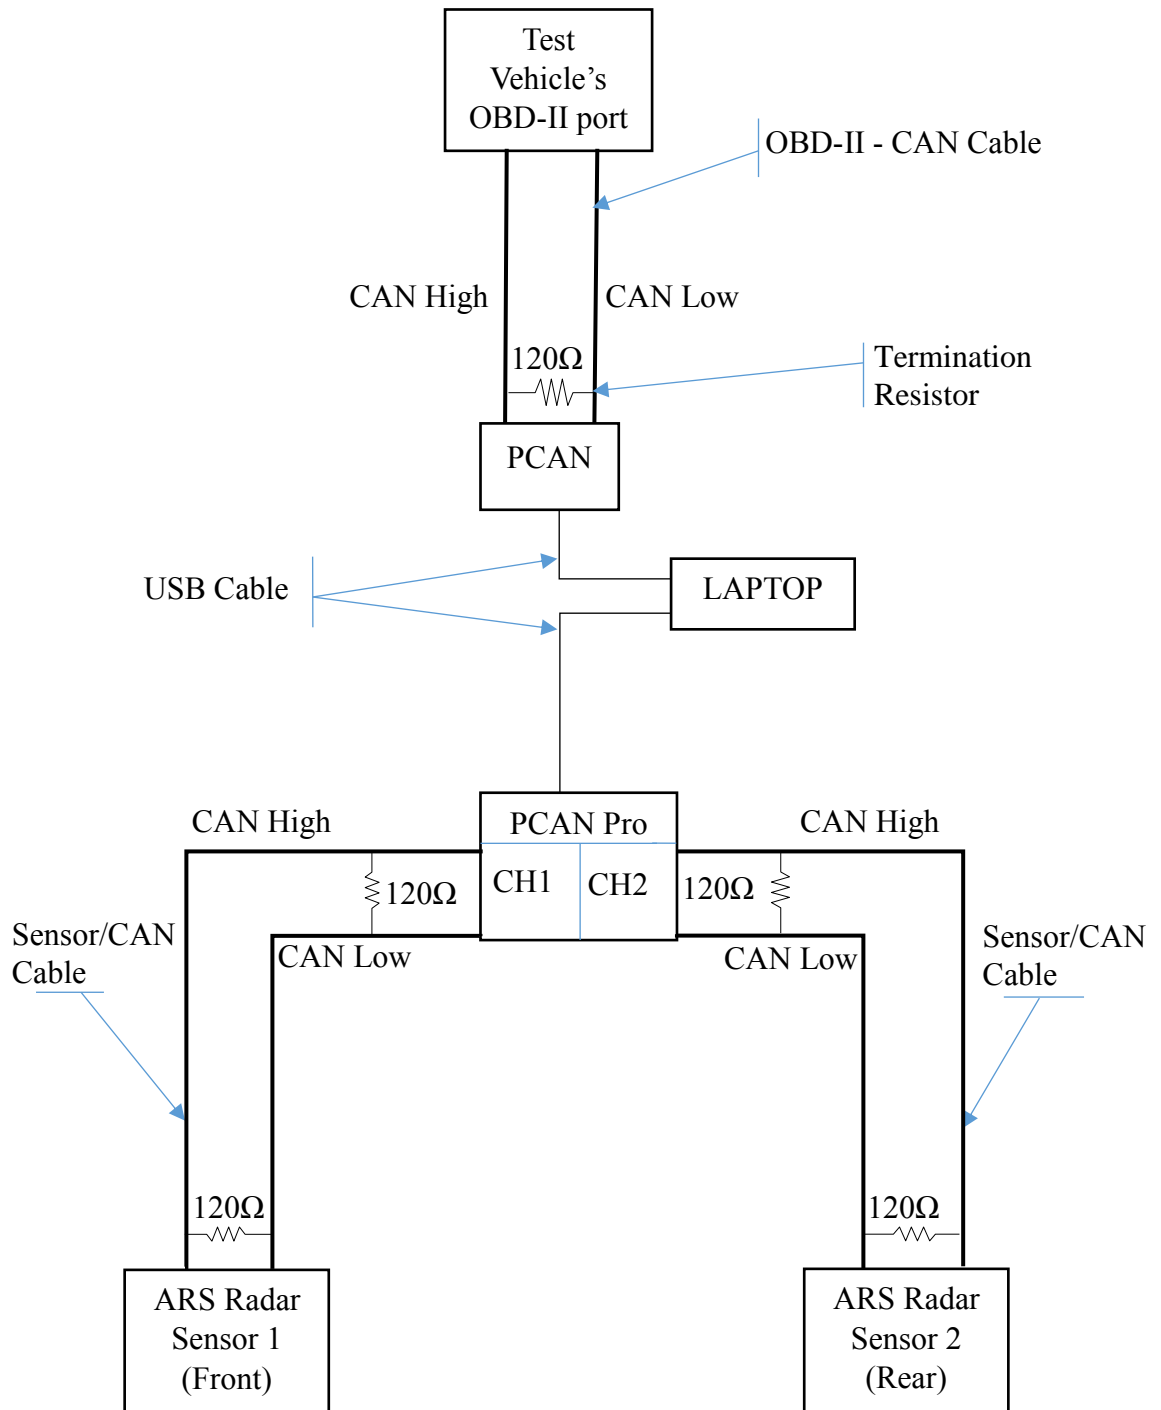 Test
Vehicle’s
OBD-II port
OBD-II - CAN Cable
CAN High
CAN Low
120Ω
Termination
Resistor
PCAN
USB Cable
LAPTOP
CAN High
PCAN Pro
CAN High
CH1
CH2
120Ω
120Ω
Sensor/CAN
Cable
CAN Low
CAN Low
Sensor/CAN
Cable
120Ω
120Ω
ARS Radar
Sensor 1
(Front)
ARS Radar
Sensor 2
(Rear)